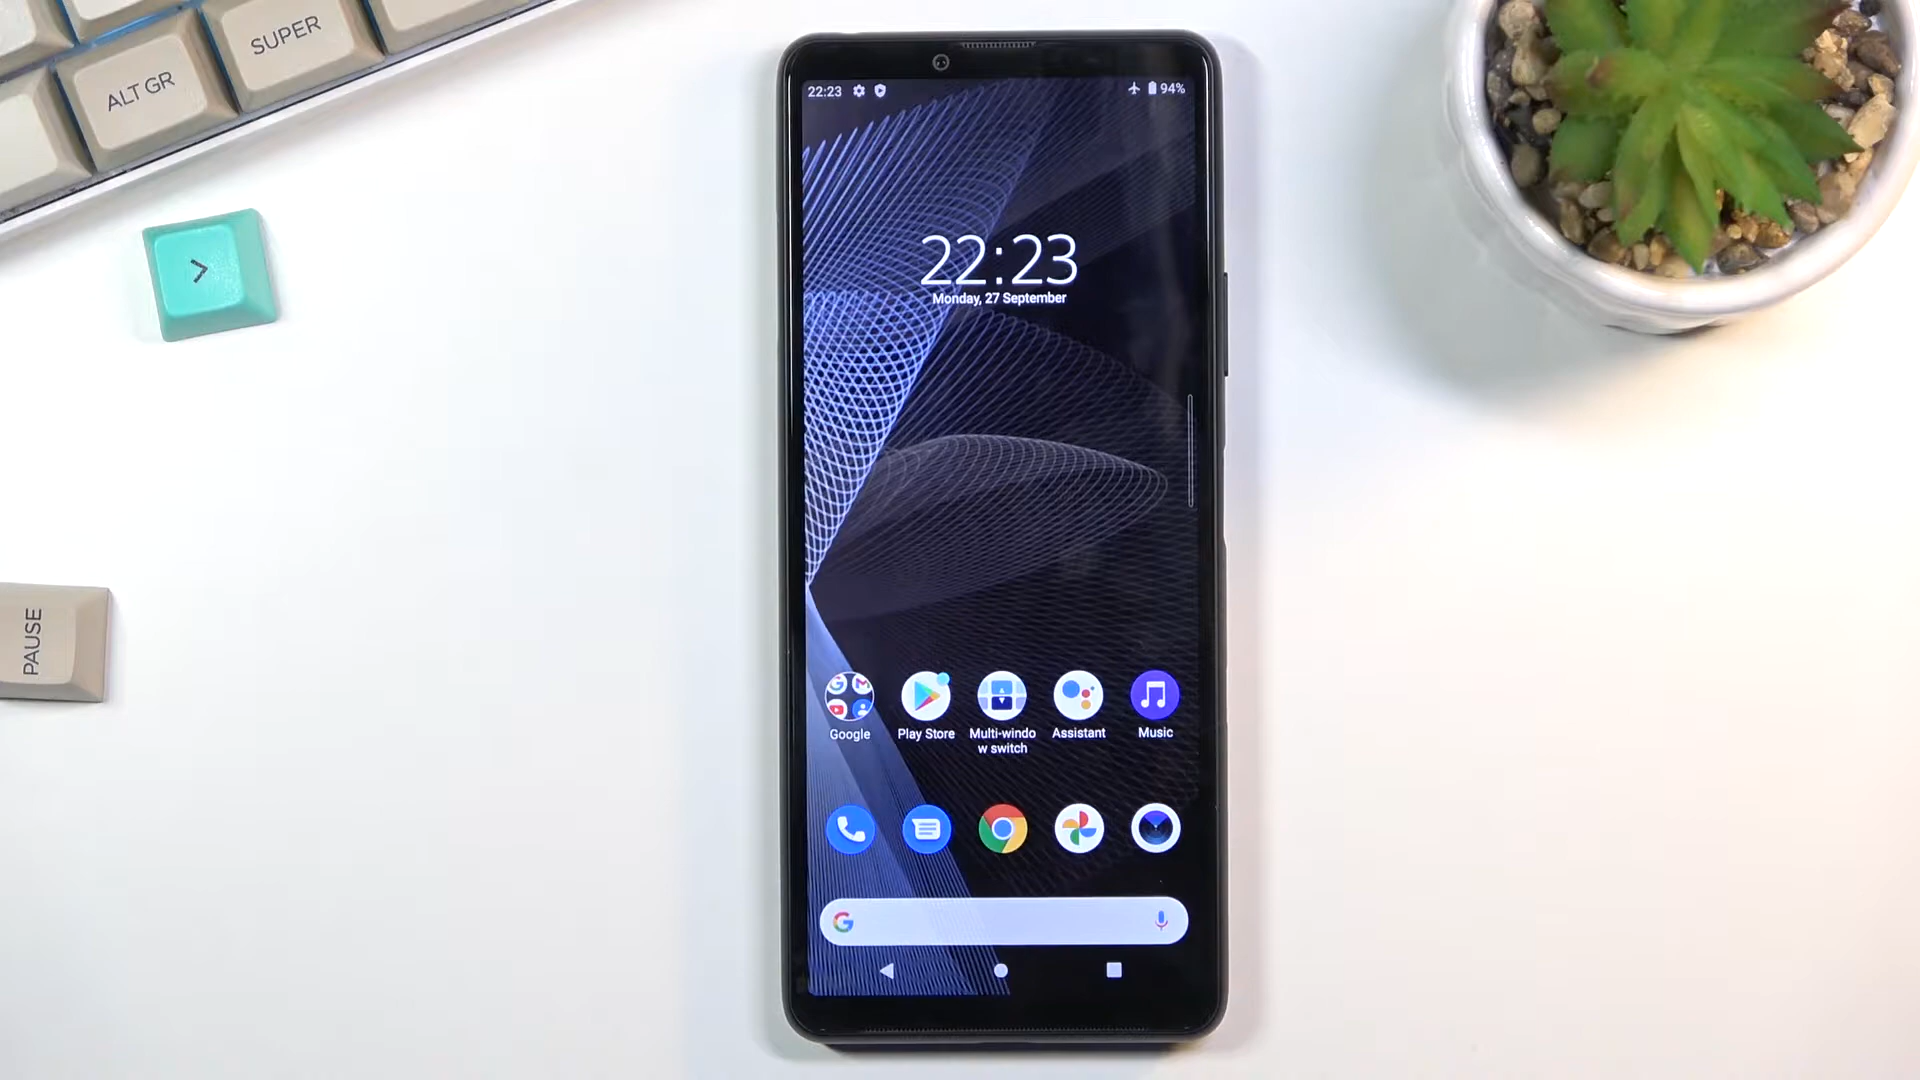 SUPER
ALT GR
>
PAUSE
22:23
94%
22:23
Monday, 27 September
Google
Play Store
Multi-windo
w switch
Assistant
Music